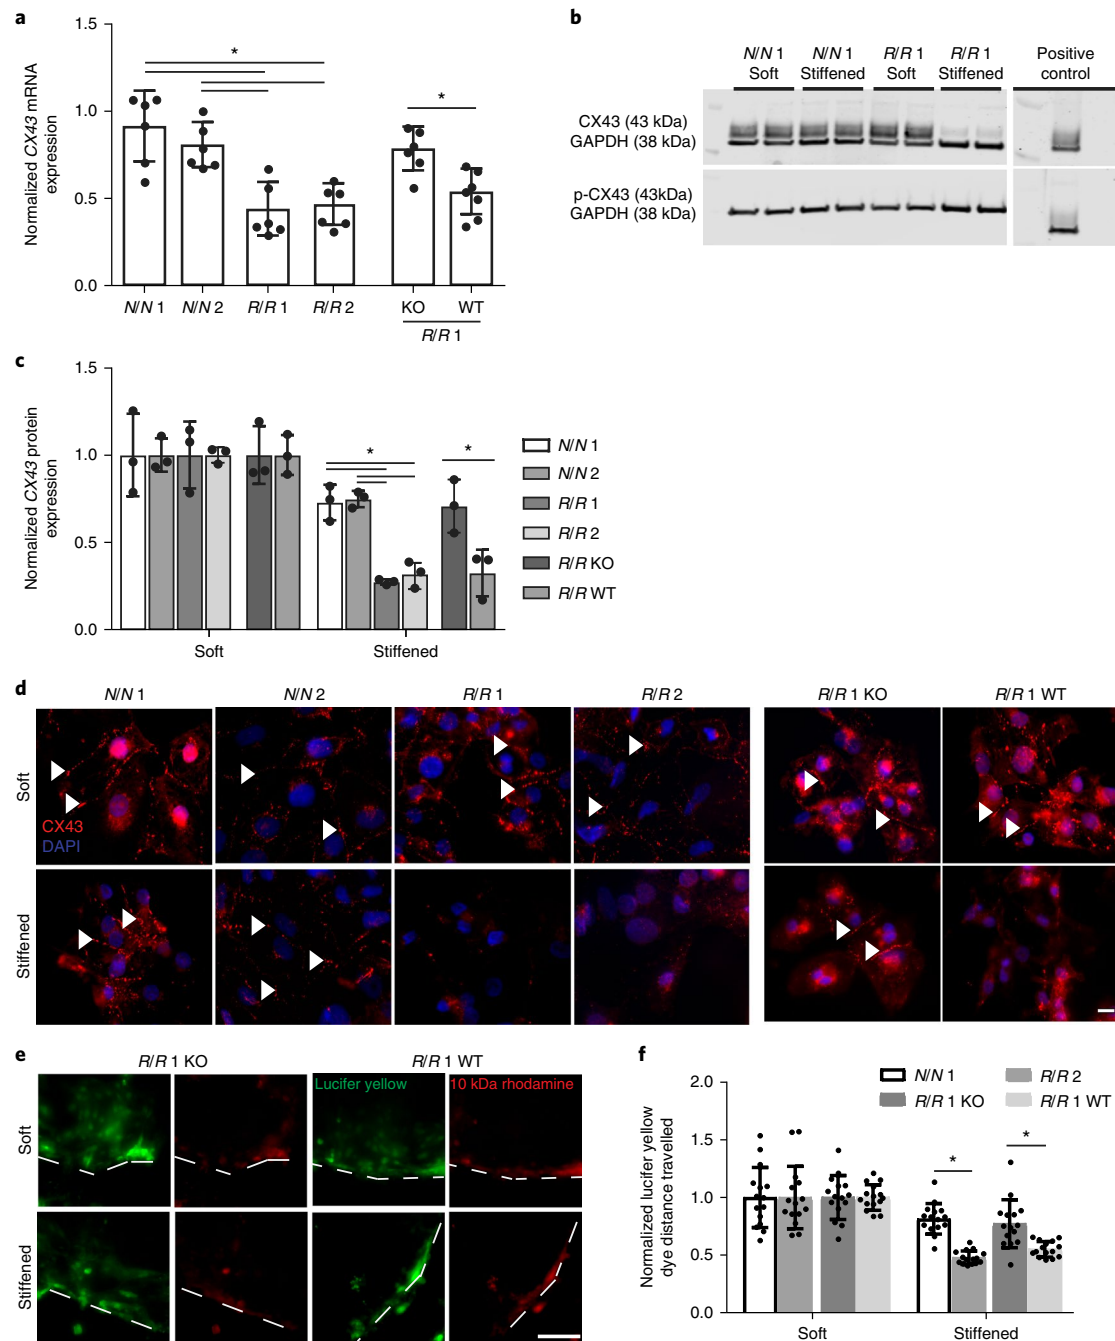 a
Normalized CX43 mRNA
expression
1.5
1.0
0.5
0.0
*
*
N/N 1
N/N 2
R/R 1
R/R 2
KO
WT
R/R 1
b
N/N 1
Soft
N/N 1
Stiffened
R/R 1
Soft
R/R 1
Stiffened
Positive
control
CX43 (43 kDa)
GAPDH (38 kDa)
p-CX43 (43kDa)
GAPDH (38 kDa)
c
Normalized CX43 protein
expression
1.5
1.0
0.5
0.0
*
*
Soft
Stiffened
N/N 1
N/N 2
R/R 1
R/R 2
R/R KO
R/R WT
d
N/N 1
N/N 2
R/R 1
R/R 2
R/R 1 KO
R/R 1 WT
Soft
CX43
DAPI
Stiffened
e
R/R 1 KO
R/R 1 WT
Soft
Lucifer yellow
10 kDa rhodamine
Stiffened
f
N/N 1
R/R 2
R/R 1 KO
R/R 1 WT
Normalized lucifer yellow
dye distance travelled
2.0
1.5
1.0
0.5
0.0
*
*
Soft
Stiffened